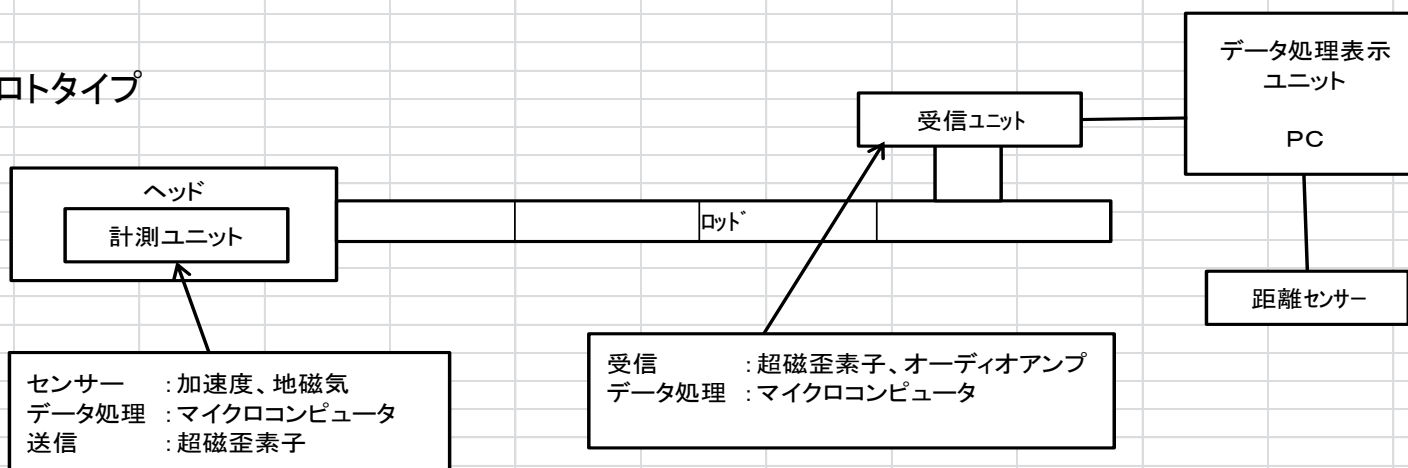 ロトタイプ
データ処理表示
ユニット
PC
受信ユニット
ヘッド
計測ユニット
ロッド
距離センサー
センサー :加速度、地磁気
データ処理 :マイクロコンピュータ
送信 :超磁歪素子
受信 :超磁歪素子、オーディオアンプ
データ処理 :マイクロコンピュータ